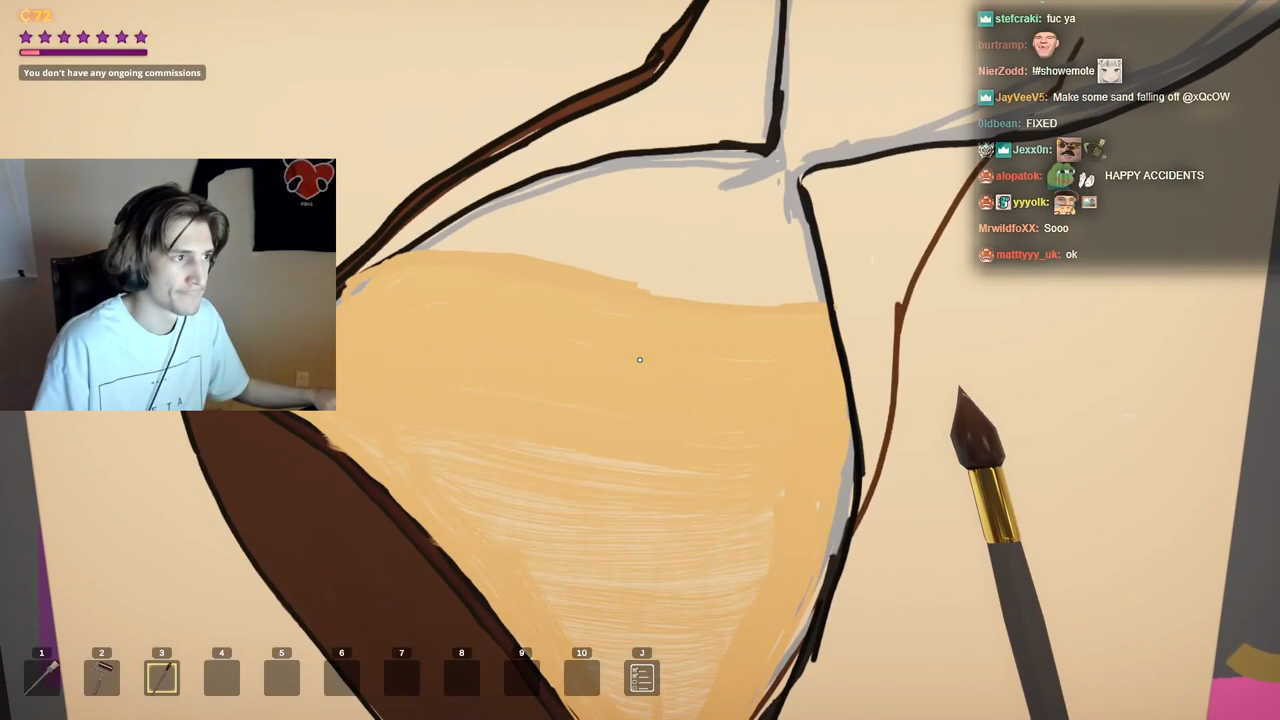 ₵ 72
You don't have any ongoing commissions
stefcraki: fuc ya
burtramp:
NierZodd: !#showemote
JayVeeV5: Make some sand falling off @xQcOW
0ldbean: FIXED
Jexx0n:
alopatok: HAPPY ACCIDENTS
yyyolk:
MrwildfoXX: Sooo
matttyyy_uk: ok
1 2 3 4 5 6 7 8 9 10 J